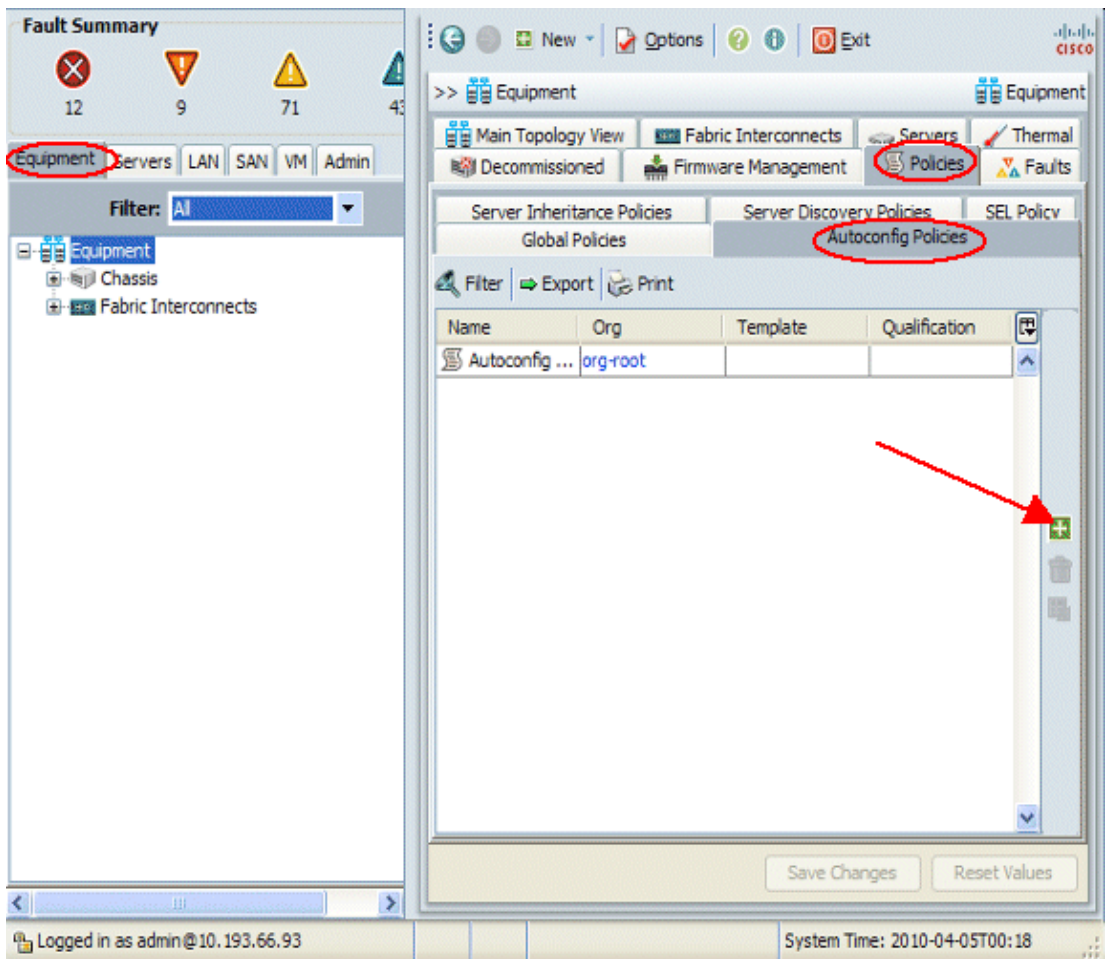 Fault Summary
12 9 71 43
Equipment Servers LAN SAN VM Admin
Filter: All
Equipment
Chassis
Fabric Interconnects
New Options Exit
CISCO
>> Equipment Equipment
Main Topology View Fabric Interconnects Servers Thermal
Decommissioned Firmware Management Policies Faults
Server Inheritance Policies Server Discovery Policies SEL Policy
Global Policies Autoconfig Policies
Filter Export Print
Name Org Template Qualification
Autoconfig ... org-root
Save Changes Reset Values
Logged in as admin@10.193.66.93 System Time: 2010-04-05T00:18